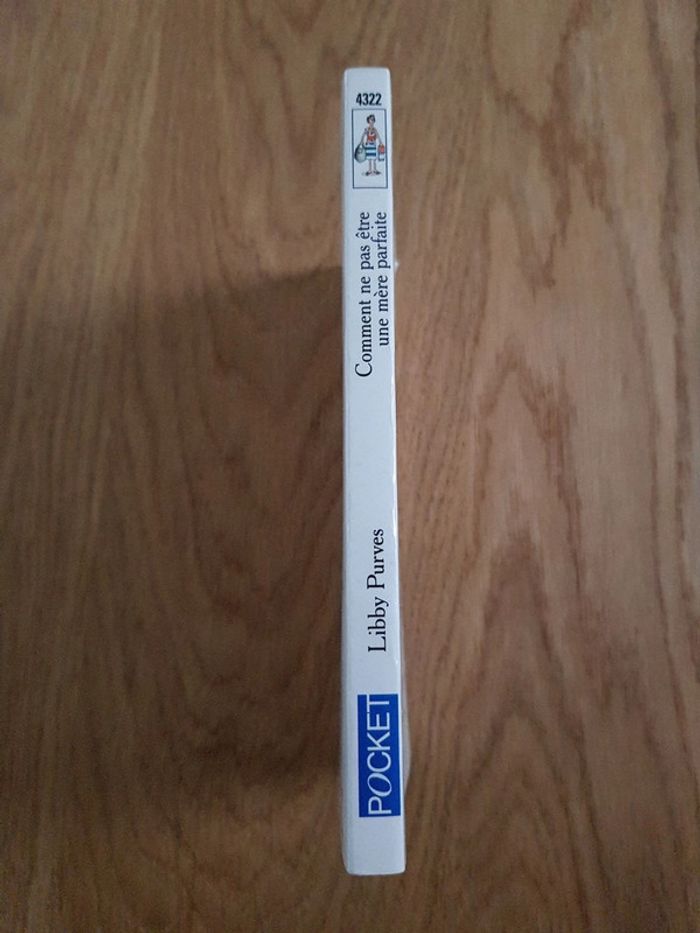 4322
Comment ne pas être
une mère parfaite
Libby Purves
POCKET